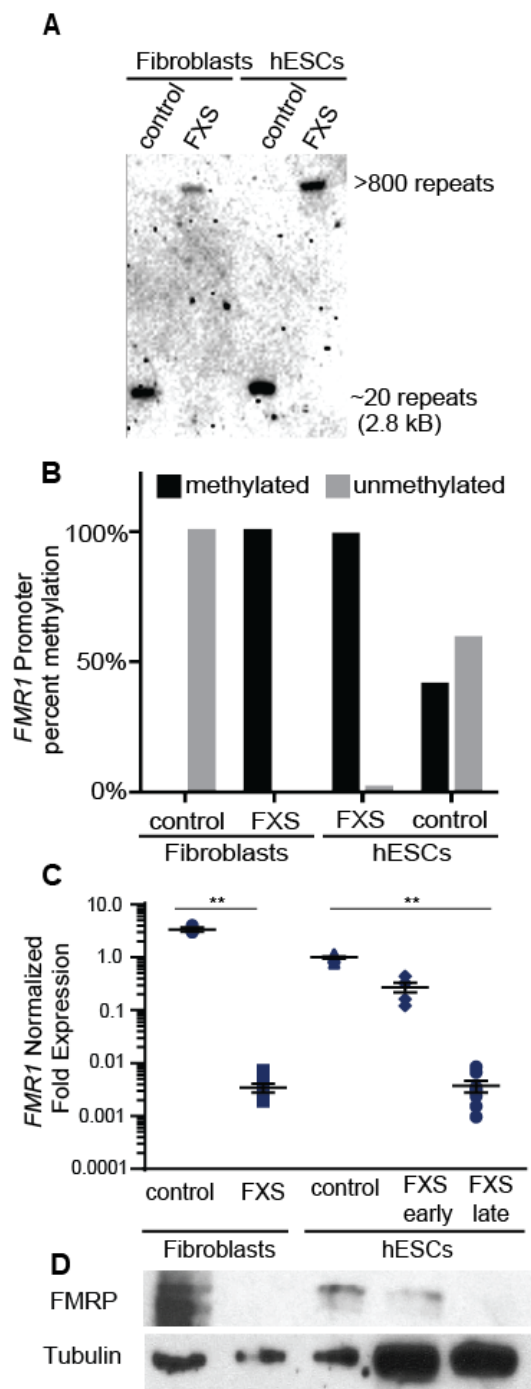 A
Fibroblasts hESCs
control FXS control FXS
>800 repeats
~20 repeats
(2.8 kB)
B
methylated unmethylated
FMR1 Promoter
percent methylation
100%
50%
0%
control FXS FXS control
Fibroblasts hESCs
C
** **
FMR1 Normalized
Fold Expression
10.0
1.0
0.1
0.01
0.001
0.0001
control FXS control FXS FXS
early late
Fibroblasts hESCs
D
FMRP
Tubulin